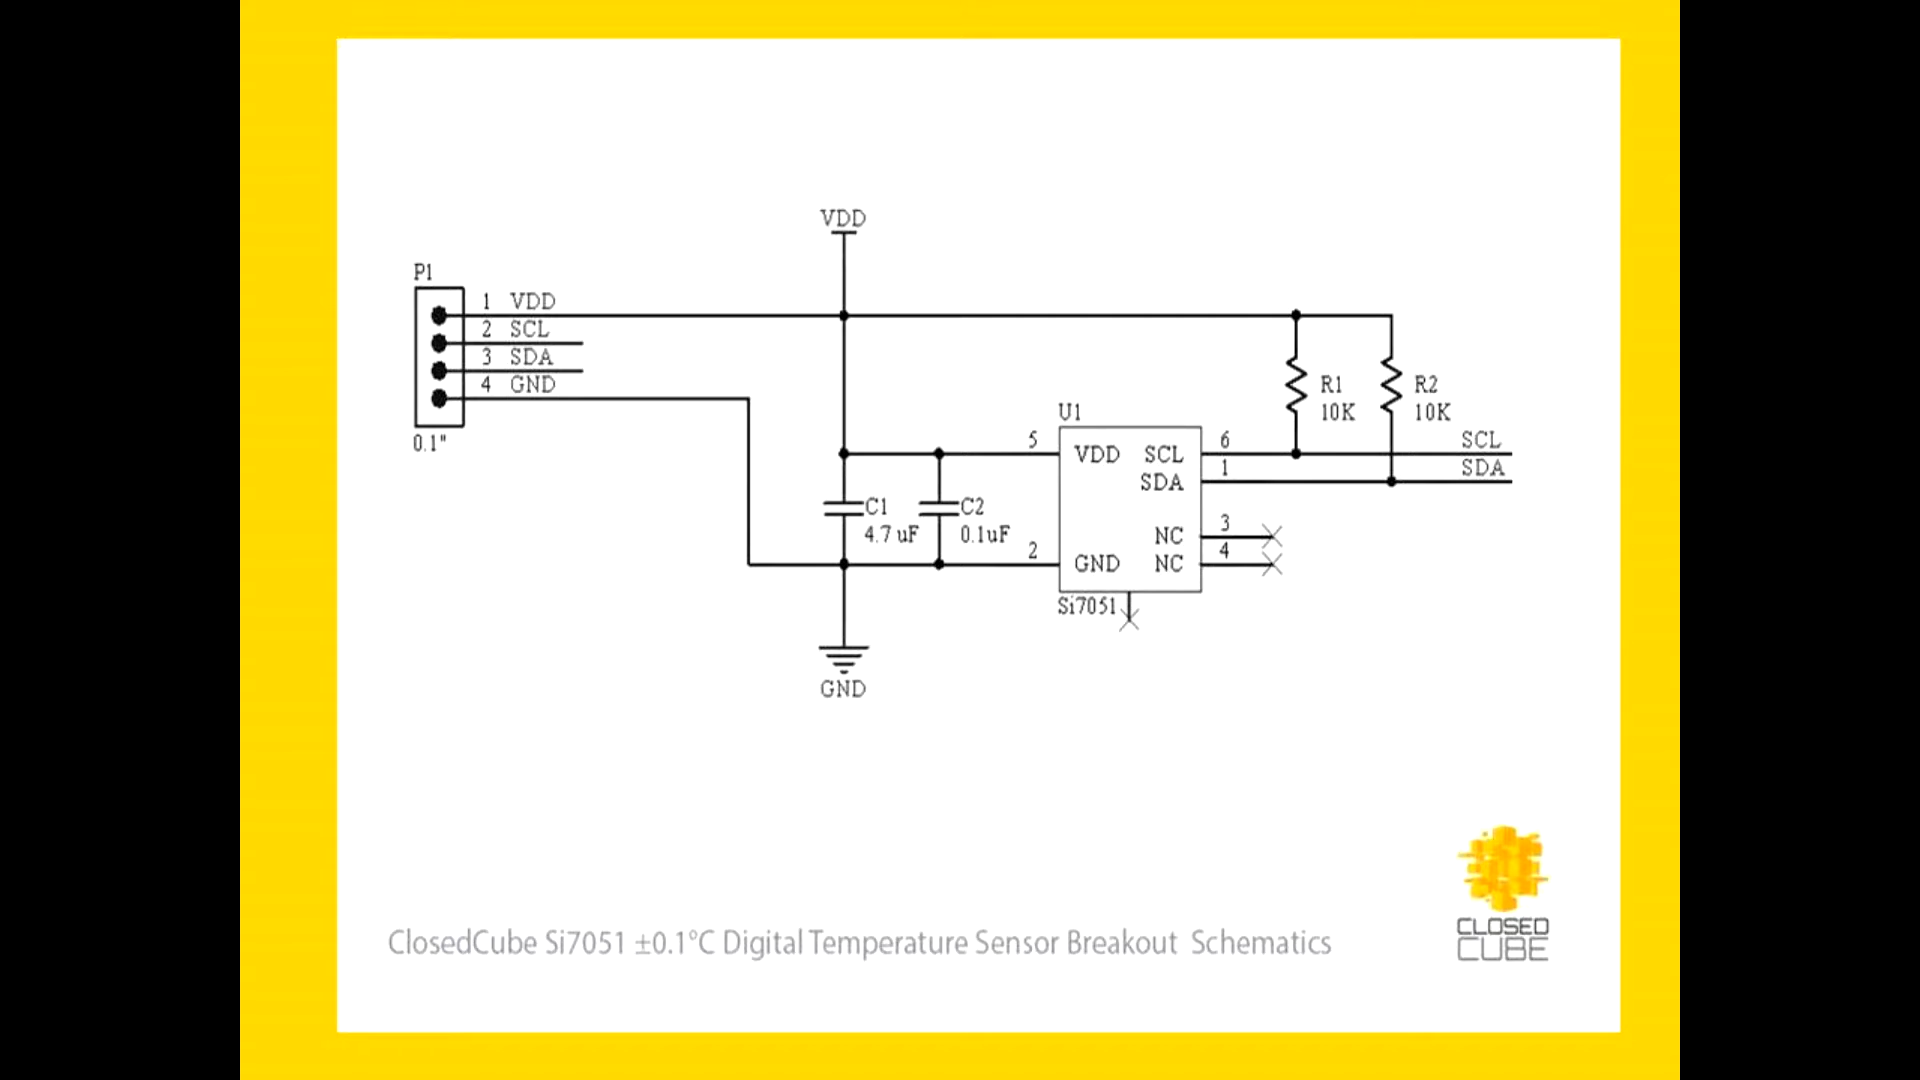 VDD
P1
1 VDD
2 SCL
3 SDA
4 GND
0.1"
R1
10K
R2
10K
U1
5
6
SCL
VDD SCL
1
SDA
SDA
C1
4.7 uF
C2
0.1uF
NC
3
2
4
GND NC
Si7051
GND
ClosedCube Si7051 ±0.1°C Digital Temperature Sensor Breakout Schematics
CLOSED
CUBE